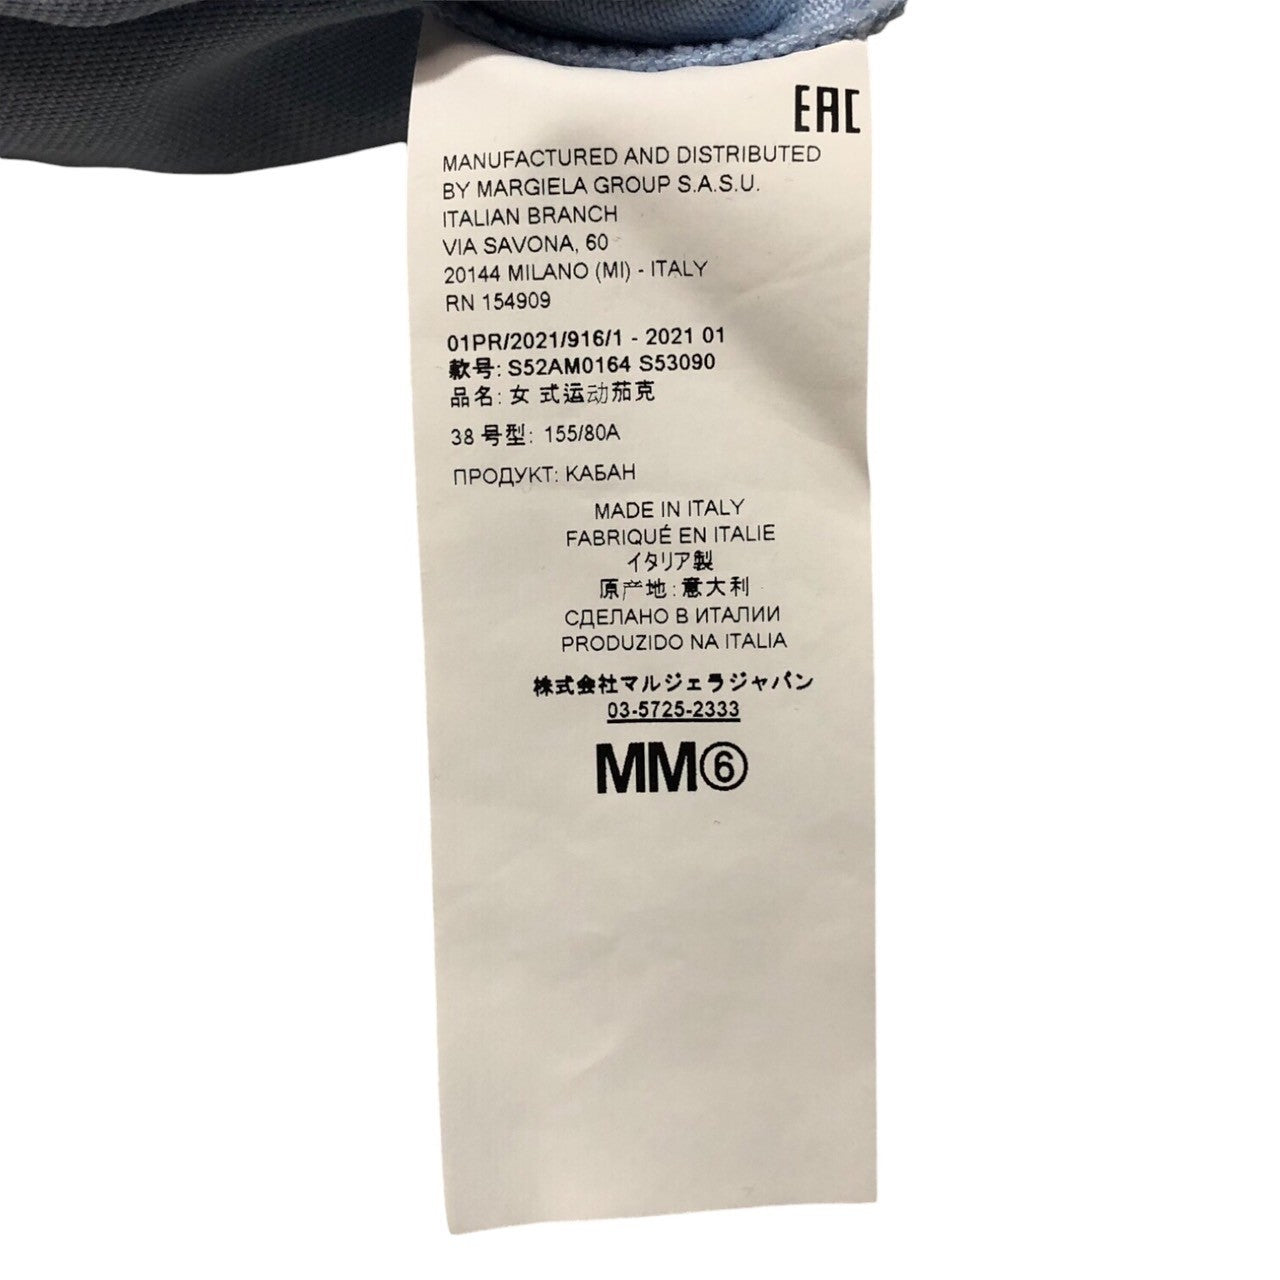 EAC
MANUFACTURED AND DISTRIBUTED
BY MARGIELA GROUP S.A.S.U.
ITALIAN BRANCH
VIA SAVONA, 60
20144 MILANO (MI) - ITALY
RN 154909
01PR/2021/916/1 - 2021 01
款号: S52AM0164 S53090
品名: 女 式运动茄克
38 号型: 155/80A
ПРОДУКТ: КАБАН
MADE IN ITALY
FABRIQUÉ EN ITALIE
イタリア製
原产地:意大利
СДЕЛАНО В ИТАЛИИ
PRODUZIDO NA ITALIA
株式会社マルジェラジャパン
03-5725-2333
MM⑥